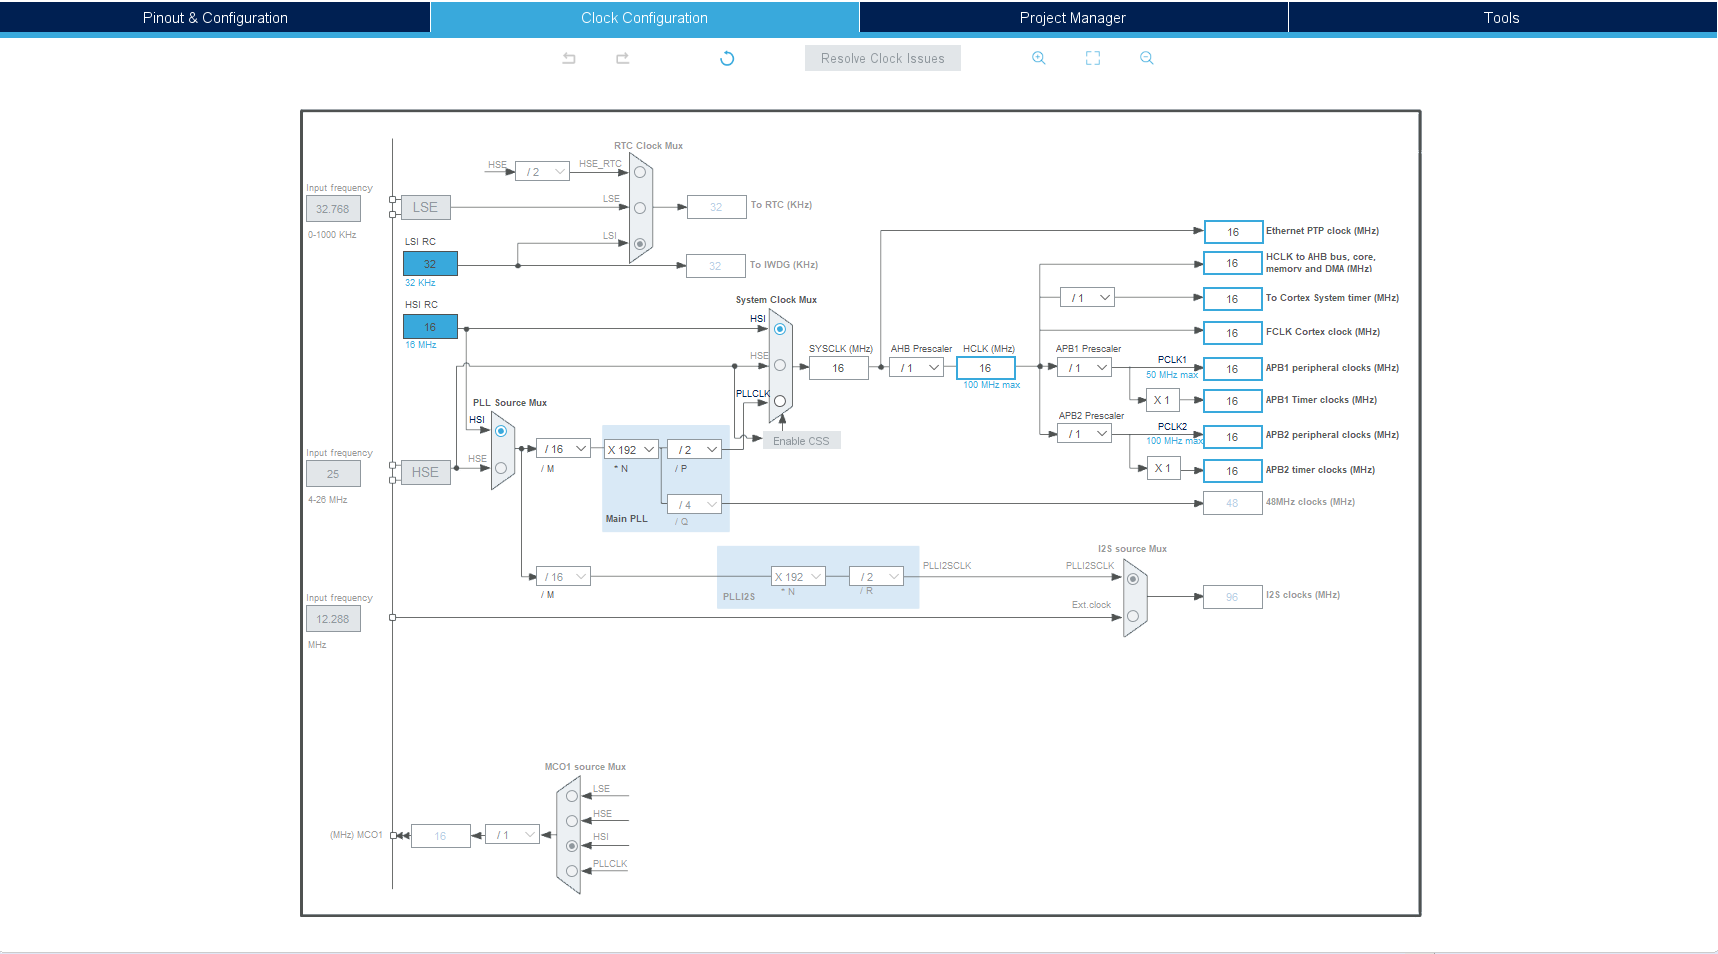 Pinout & Configuration
Clock Configuration
Project Manager
Tools
Resolve Clock Issues
RTC Clock Mux
HSE
/ 2
HSE_RTC
Input frequency
32.768
0-1000 KHz
LSE
LSE
32
To RTC (KHz)
LSI RC
LSI
32
32 KHz
32
To IWDG (KHz)
HSI RC
16
16 MHz
System Clock Mux
HSI
HSE
PLLCLK
SYSCLK (MHz)
16
AHB Prescaler
/ 1
HCLK (MHz)
16
100 MHz max
16
Ethernet PTP clock (MHz)
16
HCLK to AHB bus, core,
memory and DMA (MHz)
/ 1
16
To Cortex System timer (MHz)
16
FCLK Cortex clock (MHz)
APB1 Prescaler
/ 1
PCLK1
50 MHz max
16
APB1 peripheral clocks (MHz)
X 1
16
APB1 Timer clocks (MHz)
APB2 Prescaler
/ 1
PCLK2
100 MHz max
16
APB2 peripheral clocks (MHz)
X 1
16
APB2 timer clocks (MHz)
48
48MHz clocks (MHz)
Enable CSS
PLL Source Mux
HSI
HSE
Input frequency
25
4-26 MHz
HSE
/ 16
/ M
X 192
* N
/ 2
/ P
/ 4
/ Q
Main PLL
/ 16
/ M
X 192
* N
/ 2
/ R
PLLI2S
PLLI2SCLK
I2S source Mux
PLLI2SCLK
Ext.clock
96
I2S clocks (MHz)
Input frequency
12.288
MHz
MCO1 source Mux
LSE
HSE
HSI
PLLCLK
(MHz) MCO1
16
/ 1